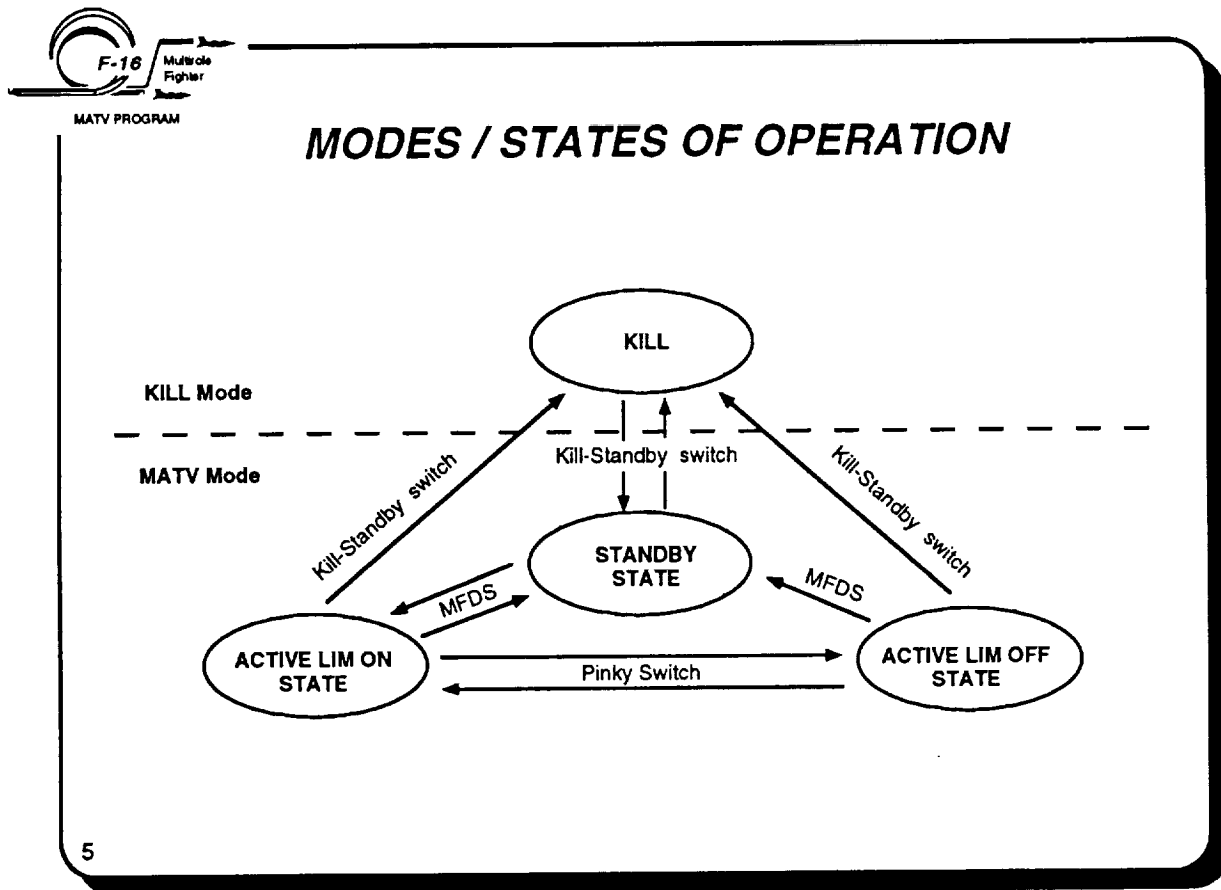 F-16
Multirole
Fighter
MATV PROGRAM
MODES / STATES OF OPERATION
KILL
KILL Mode
MATV Mode
Kill-Standby switch
Kill-Standby switch
Kill-Standby switch
STANDBY
STATE
MFDS
MFDS
ACTIVE LIM ON
STATE
Pinky Switch
ACTIVE LIM OFF
STATE
5